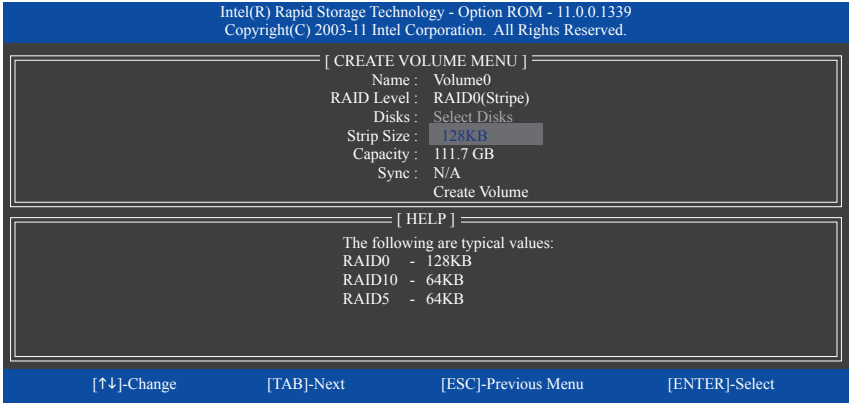 Intel(R) Rapid Storage Technology - Option ROM - 11.0.0.1339
Copyright(C) 2003-11 Intel Corporation. All Rights Reserved.
[ CREATE VOLUME MENU ]
Name : Volume0
RAID Level : RAID0(Stripe)
Disks : Select Disks
Strip Size : 128KB
Capacity : 111.7 GB
Sync : N/A
Create Volume
[ HELP ]
The following are typical values:
RAID0 - 128KB
RAID10 - 64KB
RAID5 - 64KB
[↑↓]-Change [TAB]-Next [ESC]-Previous Menu [ENTER]-Select